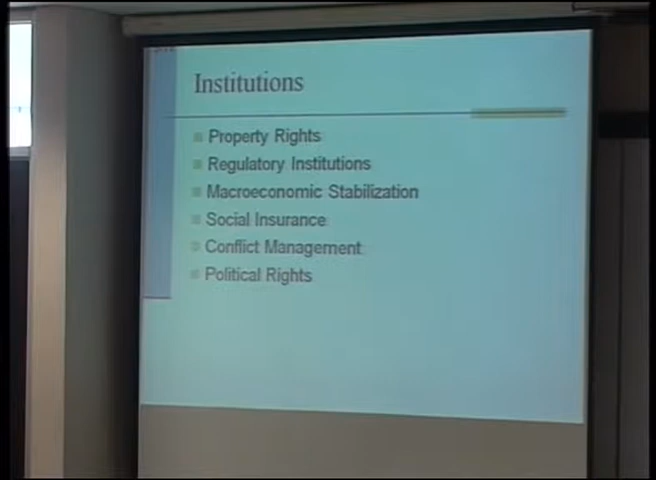 Institutions
Property Rights
Regulatory Institutions
Macroeconomic Stabilization
Social Insurance
Conflict Management
Political Rights